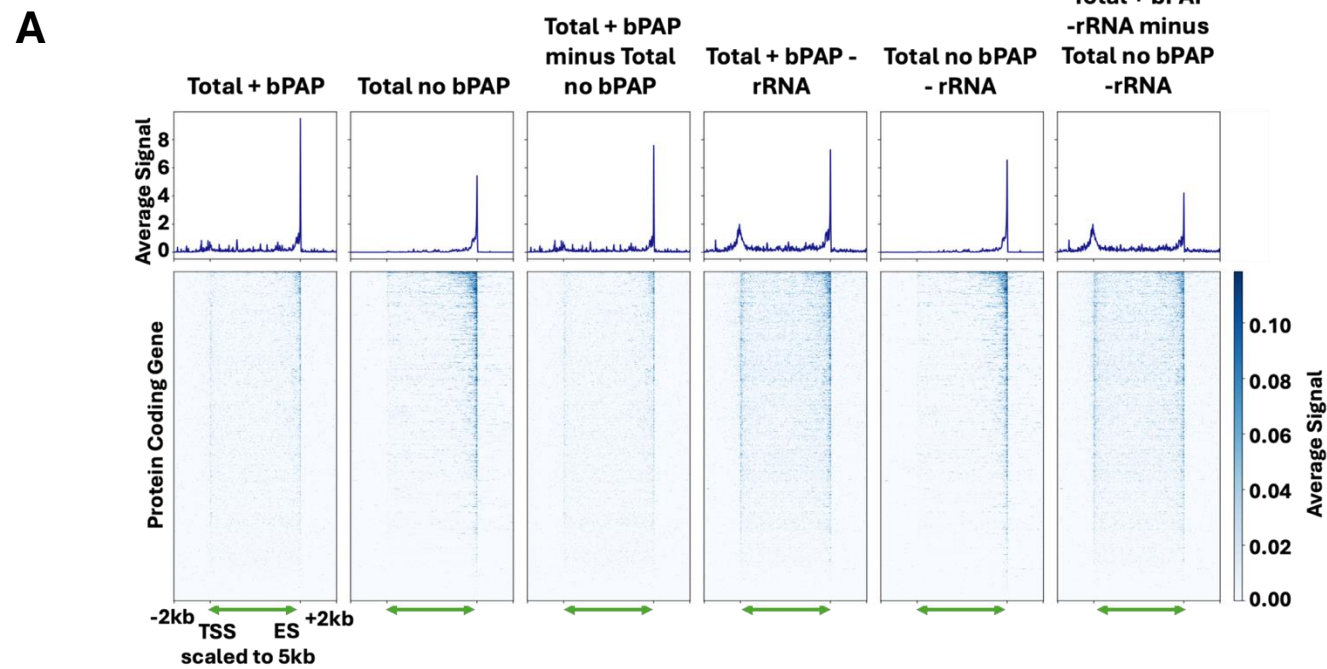 A
Total + bPAP
Total no bPAP
Total + bPAP
minus Total
no bPAP
Total + bPAP -
rRNA
Total no bPAP
- rRNA
Total + bPAP
-rRNA minus
Total no bPAP
-rRNA
Average Signal
8
6
4
2
0
Protein Coding Gene
0.10
0.08
0.06
0.04
0.02
0.00
Average Signal
-2kb
TSS
ES
+2kb
scaled to 5kb